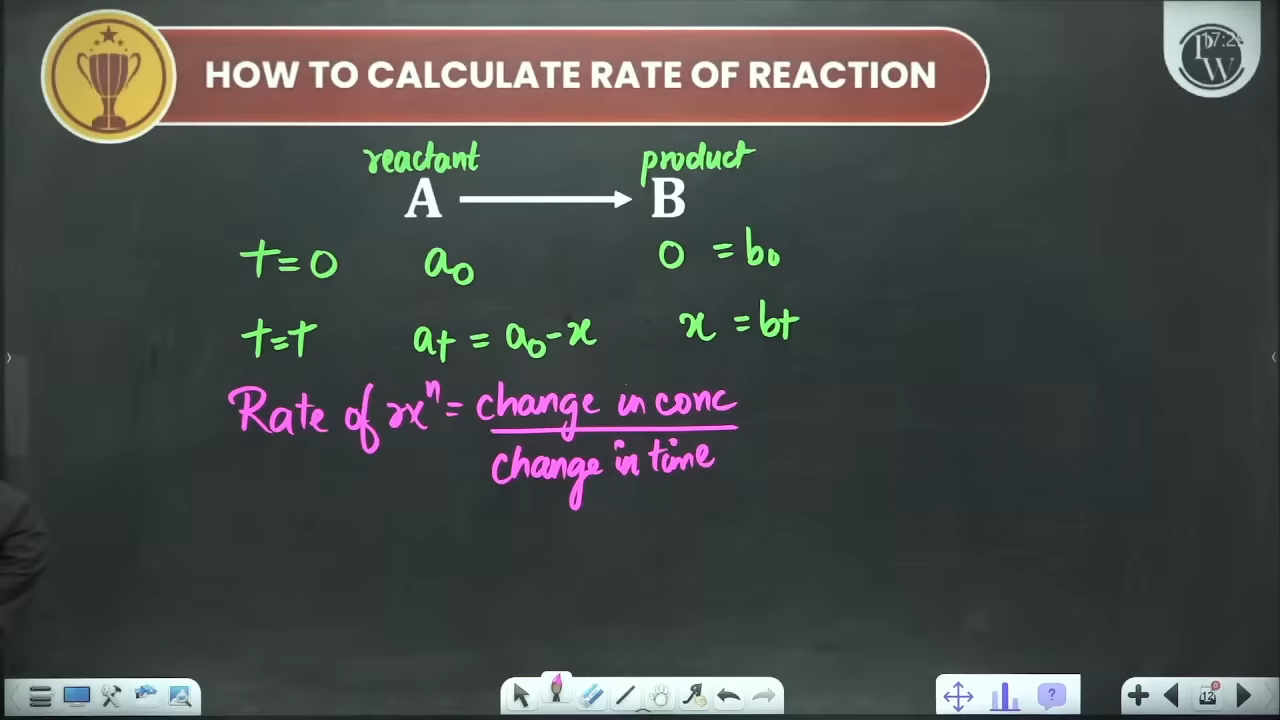 HOW TO CALCULATE RATE OF REACTION
reactant product
A ⟶ B
t=0 a₀ 0 = b₀
t=t aₜ = a₀-x x = bₜ
Rate of rxⁿ = change in conc
change in time
12